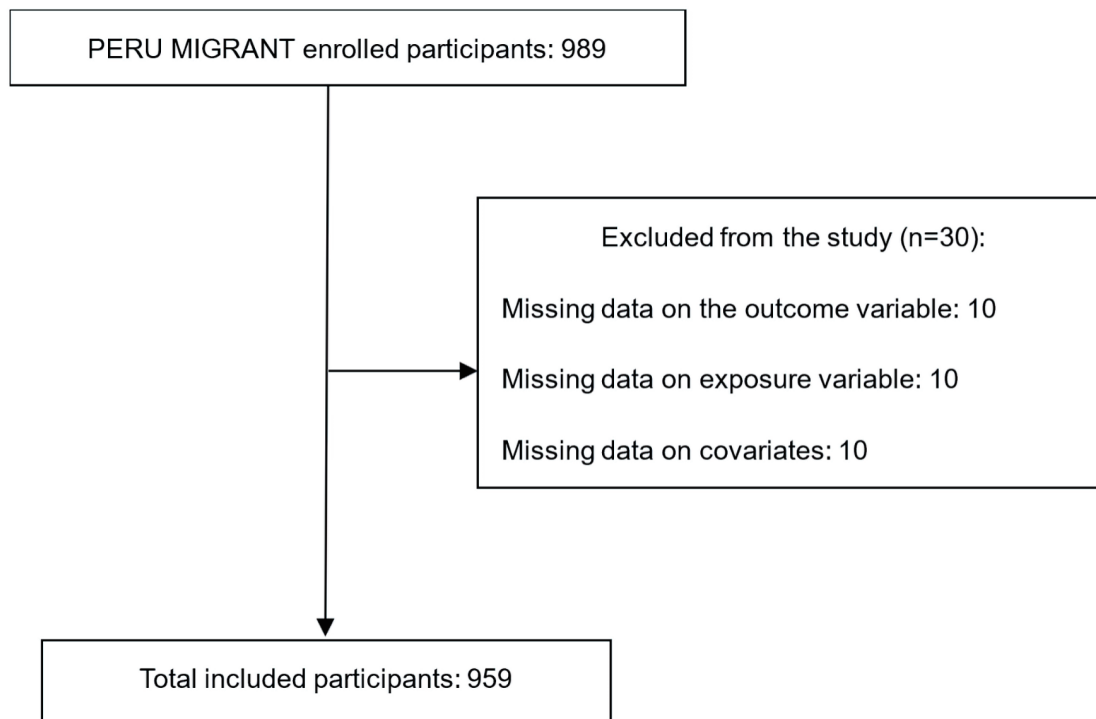 PERU MIGRANT enrolled participants: 989
Excluded from the study (n=30):
Missing data on the outcome variable: 10
Missing data on exposure variable: 10
Missing data on covariates: 10
Total included participants: 959